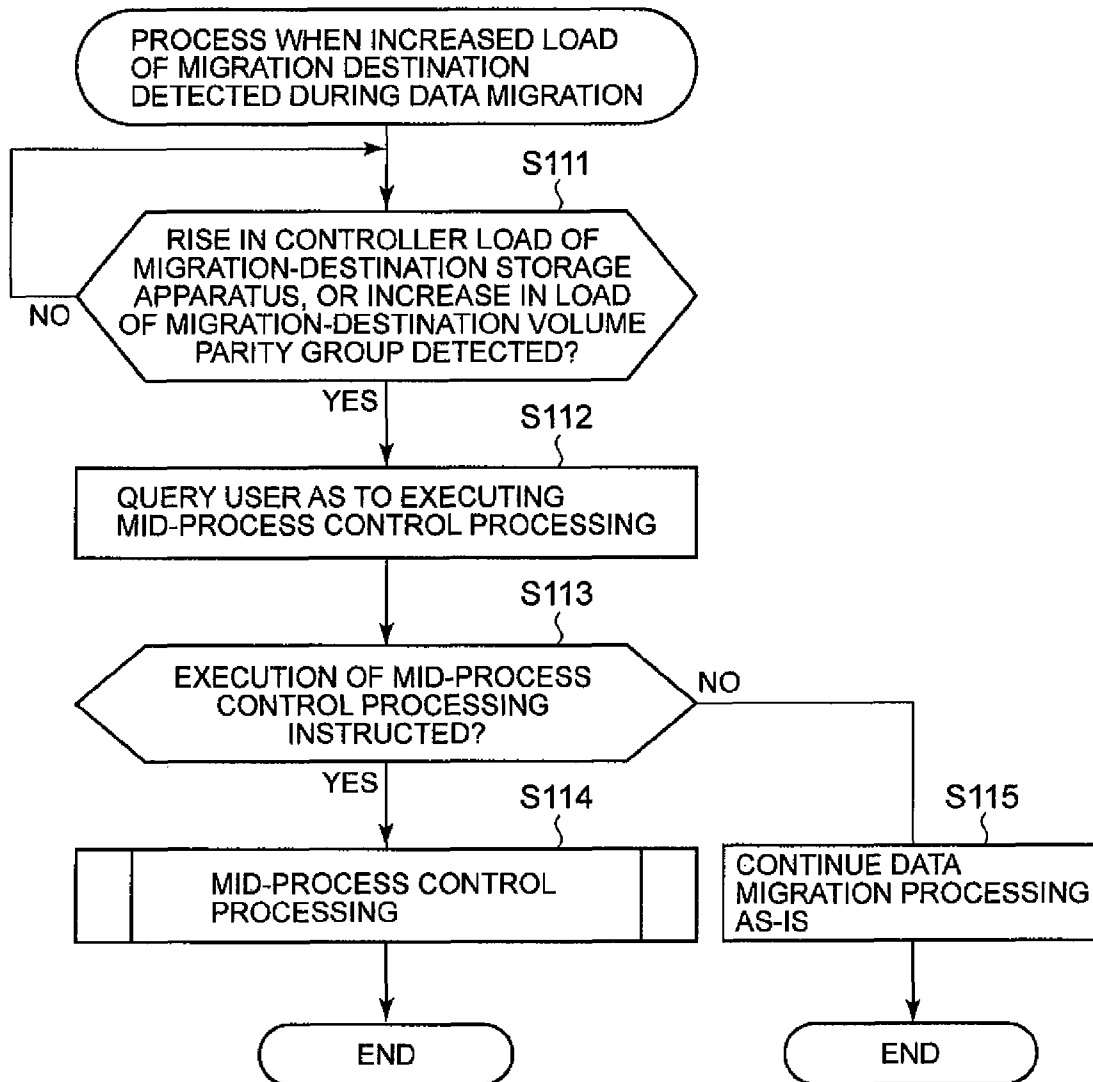 PROCESS WHEN INCREASED LOAD
OF MIGRATION DESTINATION
DETECTED DURING DATA MIGRATION
S111
RISE IN CONTROLLER LOAD OF
MIGRATION-DESTINATION STORAGE
APPARATUS, OR INCREASE IN LOAD
OF MIGRATION-DESTINATION VOLUME
PARITY GROUP DETECTED?
NO
YES
S112
QUERY USER AS TO EXECUTING
MID-PROCESS CONTROL PROCESSING
S113
EXECUTION OF MID-PROCESS
CONTROL PROCESSING
INSTRUCTED?
NO
YES
S114
MID-PROCESS CONTROL
PROCESSING
S115
CONTINUE DATA
MIGRATION PROCESSING
AS-IS
END
END